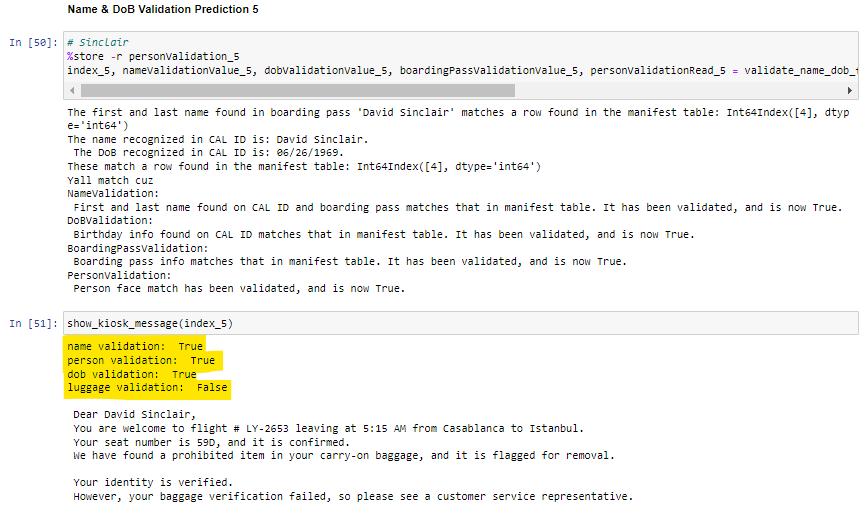 Name & DoB Validation Prediction 5
In [50]: # Sinclair
%store -r personValidation_5
index_5, nameValidationValue_5, dobValidationValue_5, boardingPassValidationValue_5, personValidationRead_5 = validate_name_dob_
The first and last name found in boarding pass 'David Sinclair' matches a row found in the manifest table: Int64Index([4], dtyp
e='int64')
The name recognized in CAL ID is: David Sinclair.
The DoB recognized in CAL ID is: 06/26/1969.
These match a row found in the manifest table: Int64Index([4], dtype='int64')
Yall match cuz
NameValidation:
First and last name found on CAL ID and boarding pass matches that in manifest table. It has been validated, and is now True.
DoBValidation:
Birthday info found on CAL ID matches that in manifest table. It has been validated, and is now True.
BoardingPassValidation:
Boarding pass info matches that in manifest table. It has been validated, and is now True.
PersonValidation:
Person face match has been validated, and is now True.
In [51]: show_kiosk_message(index_5)
name validation:  True
person validation:  True
dob validation:  True
luggage validation:  False
Dear David Sinclair,
You are welcome to flight # LY-2653 leaving at 5:15 AM from Casablanca to Istanbul.
Your seat number is 59D, and it is confirmed.
We have found a prohibited item in your carry-on baggage, and it is flagged for removal.
Your identity is verified.
However, your baggage verification failed, so please see a customer service representative.